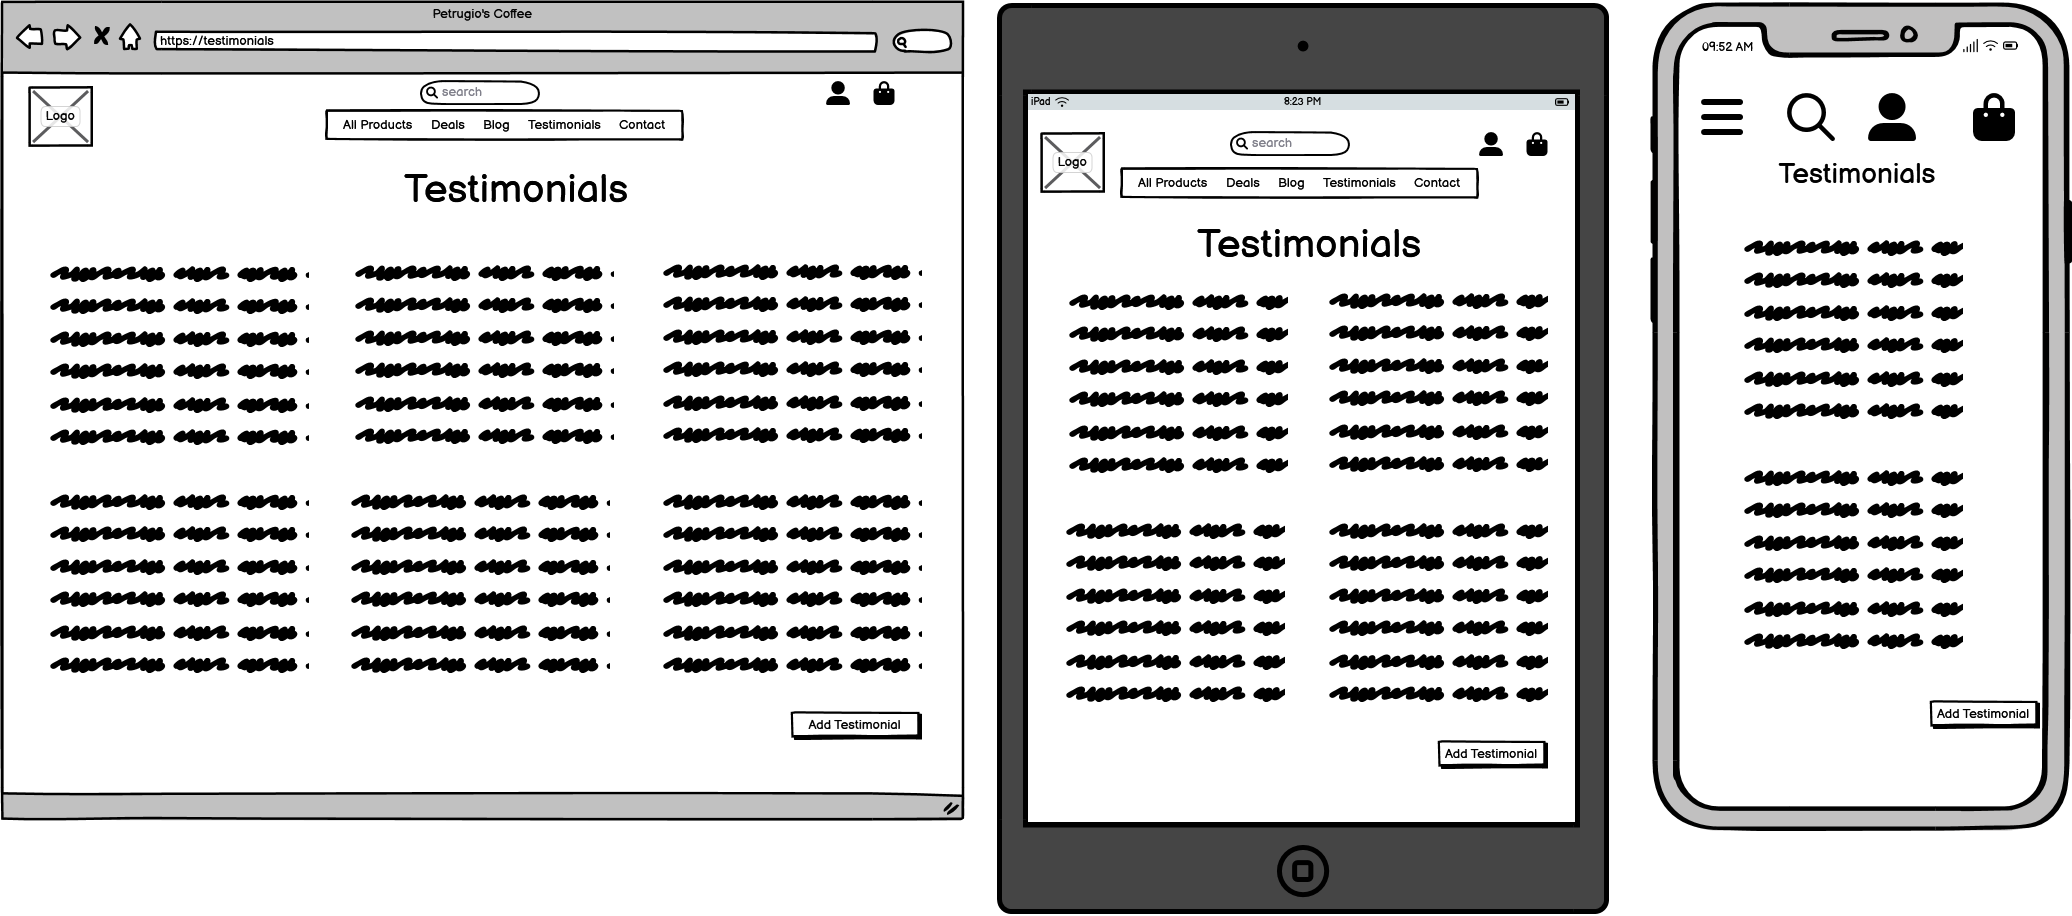 Petrugio's Coffee
https://testimonials
Logo
search
All Products Deals Blog Testimonials Contact
Testimonials
Add Testimonial
iPad 8:23 PM
Logo
search
All Products Deals Blog Testimonials Contact
Testimonials
Add Testimonial
09:52 AM
Testimonials
Add Testimonial